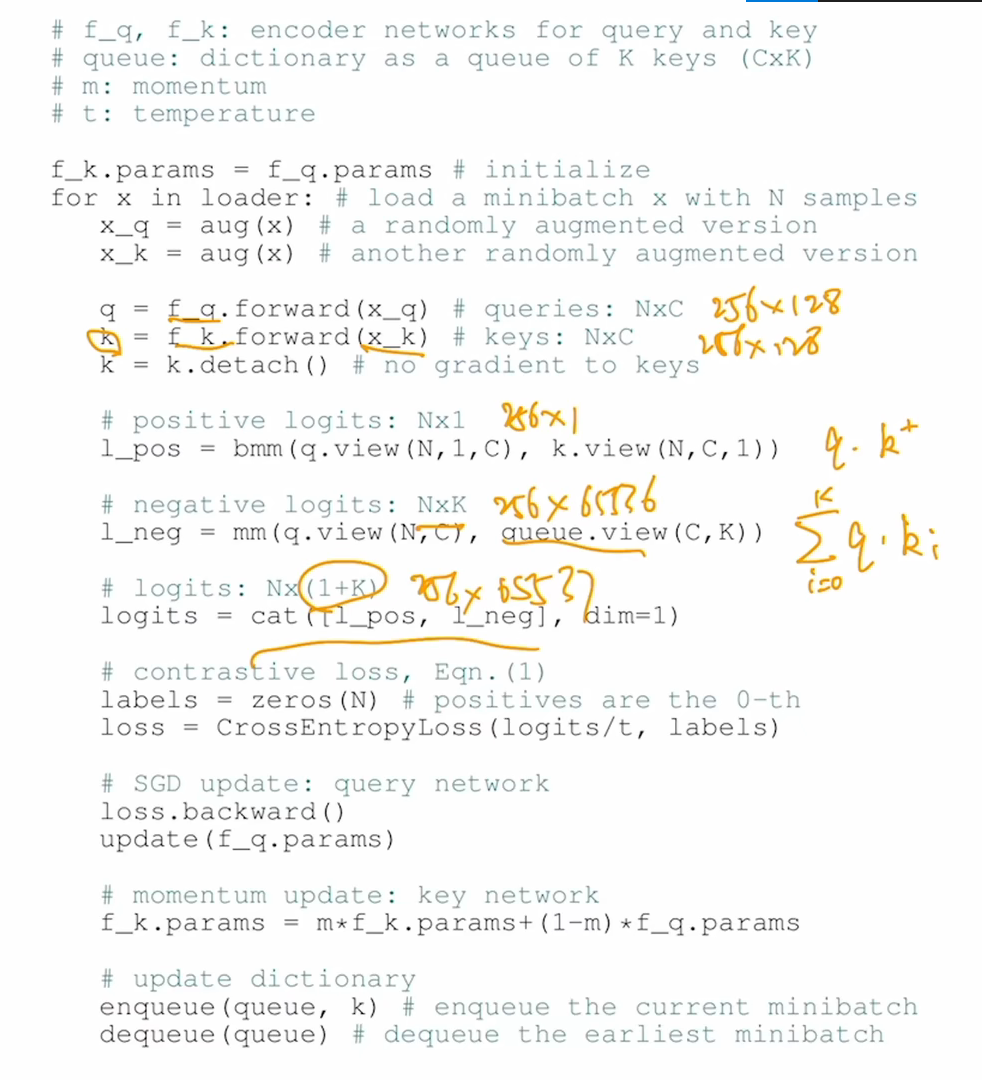 # f_q, f_k: encoder networks for query and key
# queue: dictionary as a queue of K keys (CxK)
# m: momentum
# t: temperature
f_k.params = f_q.params # initialize
for x in loader: # load a minibatch x with N samples
x_q = aug(x) # a randomly augmented version
x_k = aug(x) # another randomly augmented version
q = f_q.forward(x_q) # queries: NxC 256×128
k = f_k.forward(x_k) # keys: NxC 256×128
k = k.detach() # no gradient to keys
# positive logits: Nx1 256×1
l_pos = bmm(q.view(N,1,C), k.view(N,C,1)) q·k⁺
# negative logits: NxK 256×65536
l_neg = mm(q.view(N,C), queue.view(C,K)) K∑i=0 q·ki
# logits: Nx(1+K) 256×65537
logits = cat([l_pos, l_neg], dim=1)
# contrastive loss, Eqn.(1)
labels = zeros(N) # positives are the 0-th
loss = CrossEntropyLoss(logits/t, labels)
# SGD update: query network
loss.backward()
update(f_q.params)
# momentum update: key network
f_k.params = m*f_k.params+(1-m)*f_q.params
# update dictionary
enqueue(queue, k) # enqueue the current minibatch
dequeue(queue) # dequeue the earliest minibatch